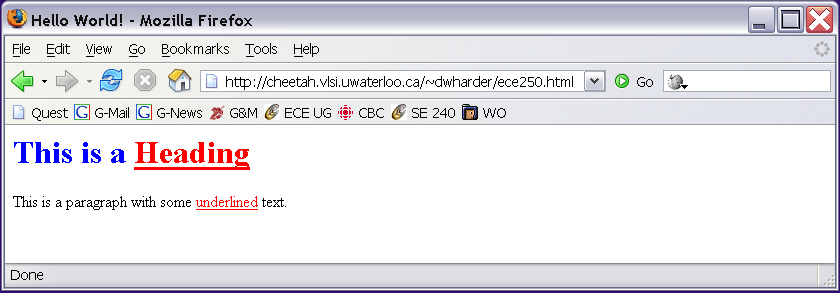 Hello World! - Mozilla Firefox
File Edit View Go Bookmarks Tools Help
http://cheetah.vlsi.uwaterloo.ca/~dwharder/ece250.html Go
Quest G G-Mail G G-News G&M ECE UG CBC SE 240 WO
This is a Heading
This is a paragraph with some underlined text.
Done